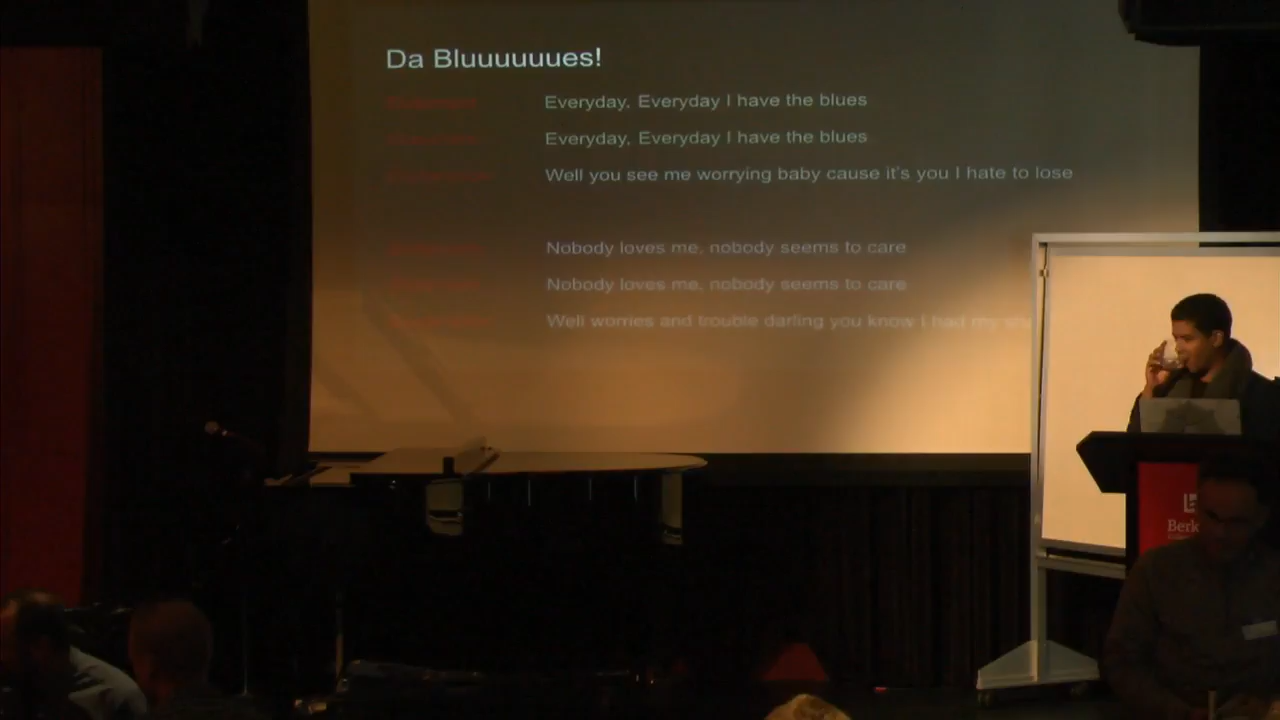 Da Bluuuuuues!
Everyday, Everyday I have the blues
Everyday, Everyday I have the blues
Well you see me worrying baby cause it's you I hate to lose
Nobody loves me, nobody seems to care
Nobody loves me, nobody seems to care
Well worries and trouble darling you know I had my
Berk